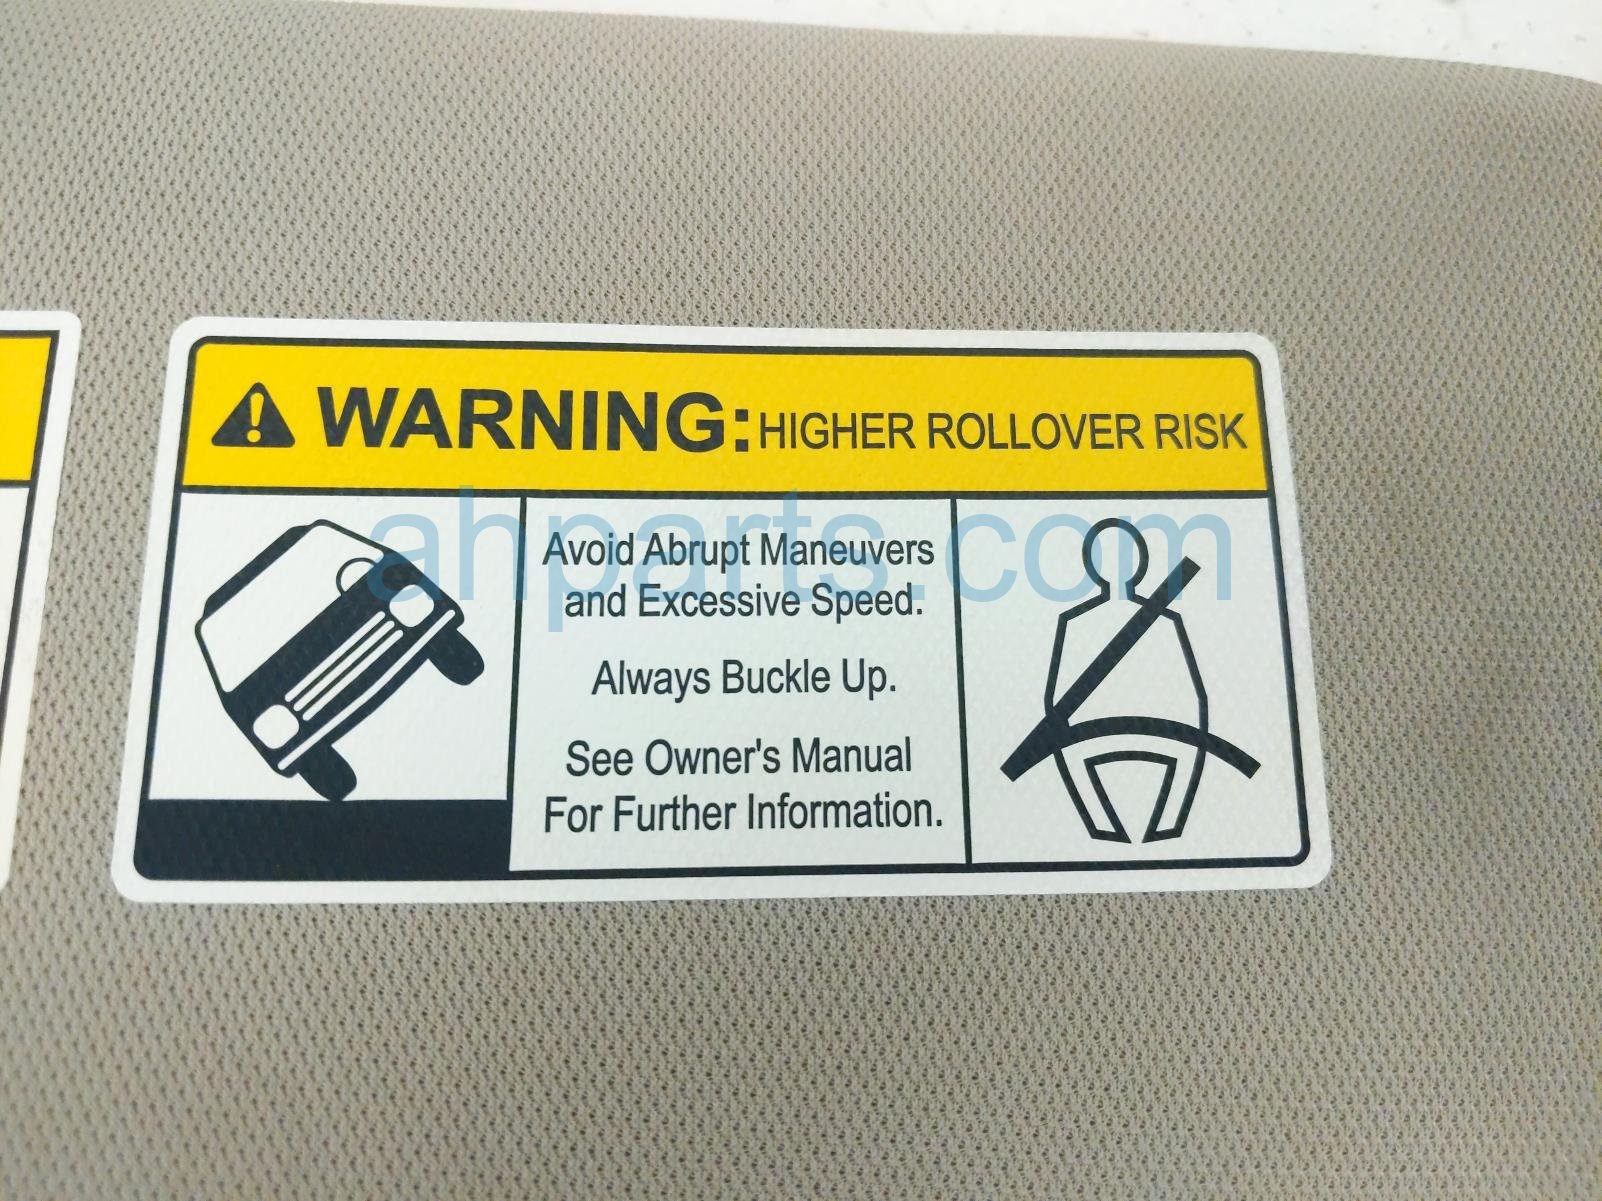 WARNING: HIGHER ROLLOVER RISK
Avoid Abrupt Maneuvers
and Excessive Speed.
Always Buckle Up.
See Owner's Manual
For Further Information.
ahparts.com